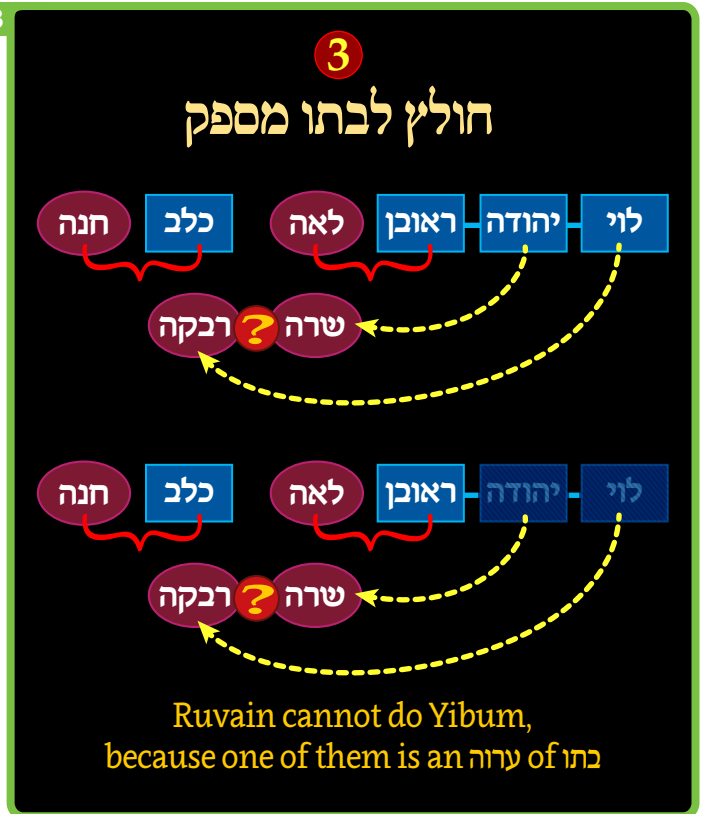 3
3
חולץ לבתו מספק
לוי יהודה ראובן לאה כלב חנה
שרה ? רבקה
לוי יהודה ראובן לאה כלב חנה
שרה ? רבקה
Ruvain cannot do Yibum,
because one of them is an ערוה of בתו